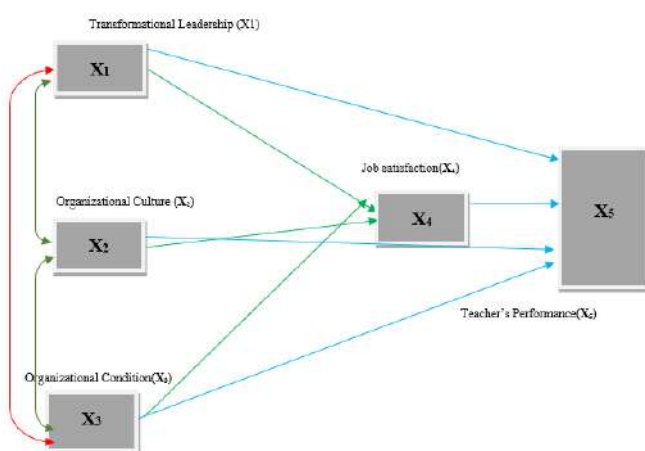 Transformational Leadership (X1)
X1
Job satisfaction(X4)
Organizational Culture (X2)
X4
X5
X2
Teacher's Performance(X5)
Organizational Condition(X3)
X3